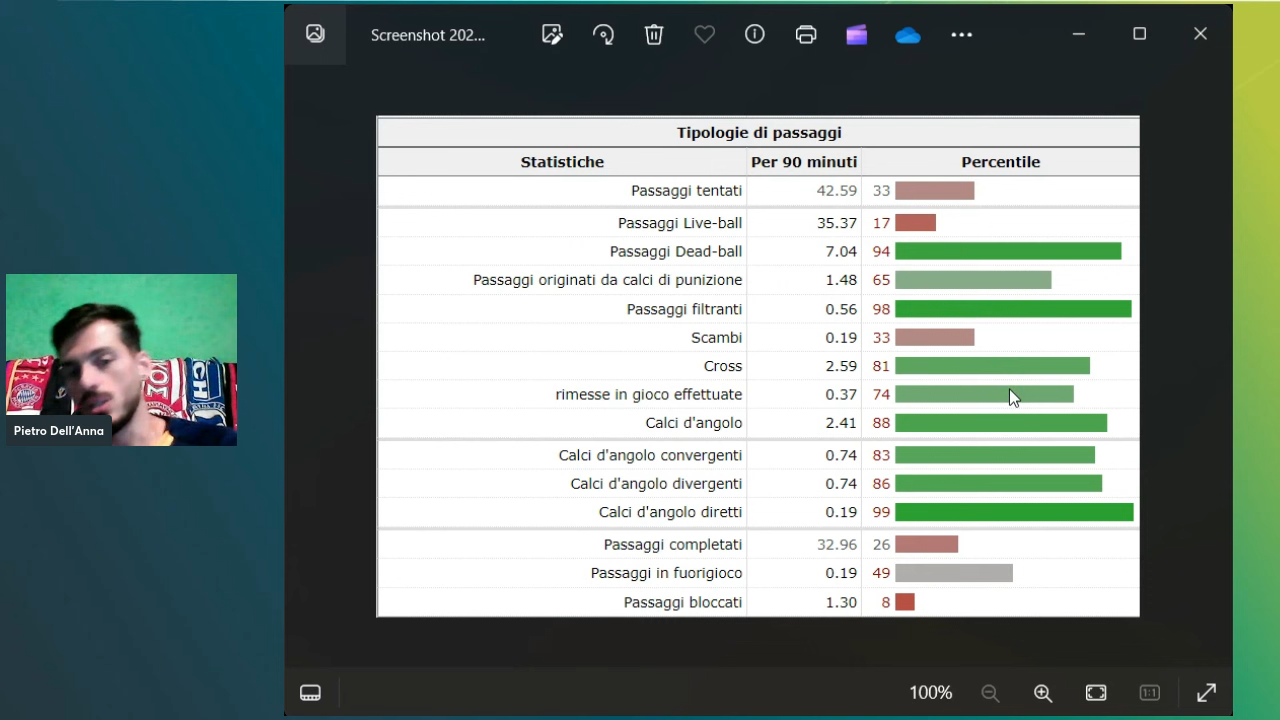 Screenshot 202...
Tipologie di passaggi
Statistiche Per 90 minuti Percentile
Passaggi tentati 42.59 33
Passaggi Live-ball 35.37 17
Passaggi Dead-ball 7.04 94
Passaggi originati da calci di punizione 1.48 65
Passaggi filtranti 0.56 98
Scambi 0.19 33
Cross 2.59 81
rimesse in gioco effettuate 0.37 74
Calci d'angolo 2.41 88
Calci d'angolo convergenti 0.74 83
Calci d'angolo divergenti 0.74 86
Calci d'angolo diretti 0.19 99
Passaggi completati 32.96 26
Passaggi in fuorigioco 0.19 49
Passaggi bloccati 1.30 8
Pietro Dell'Anna
100% 1:1